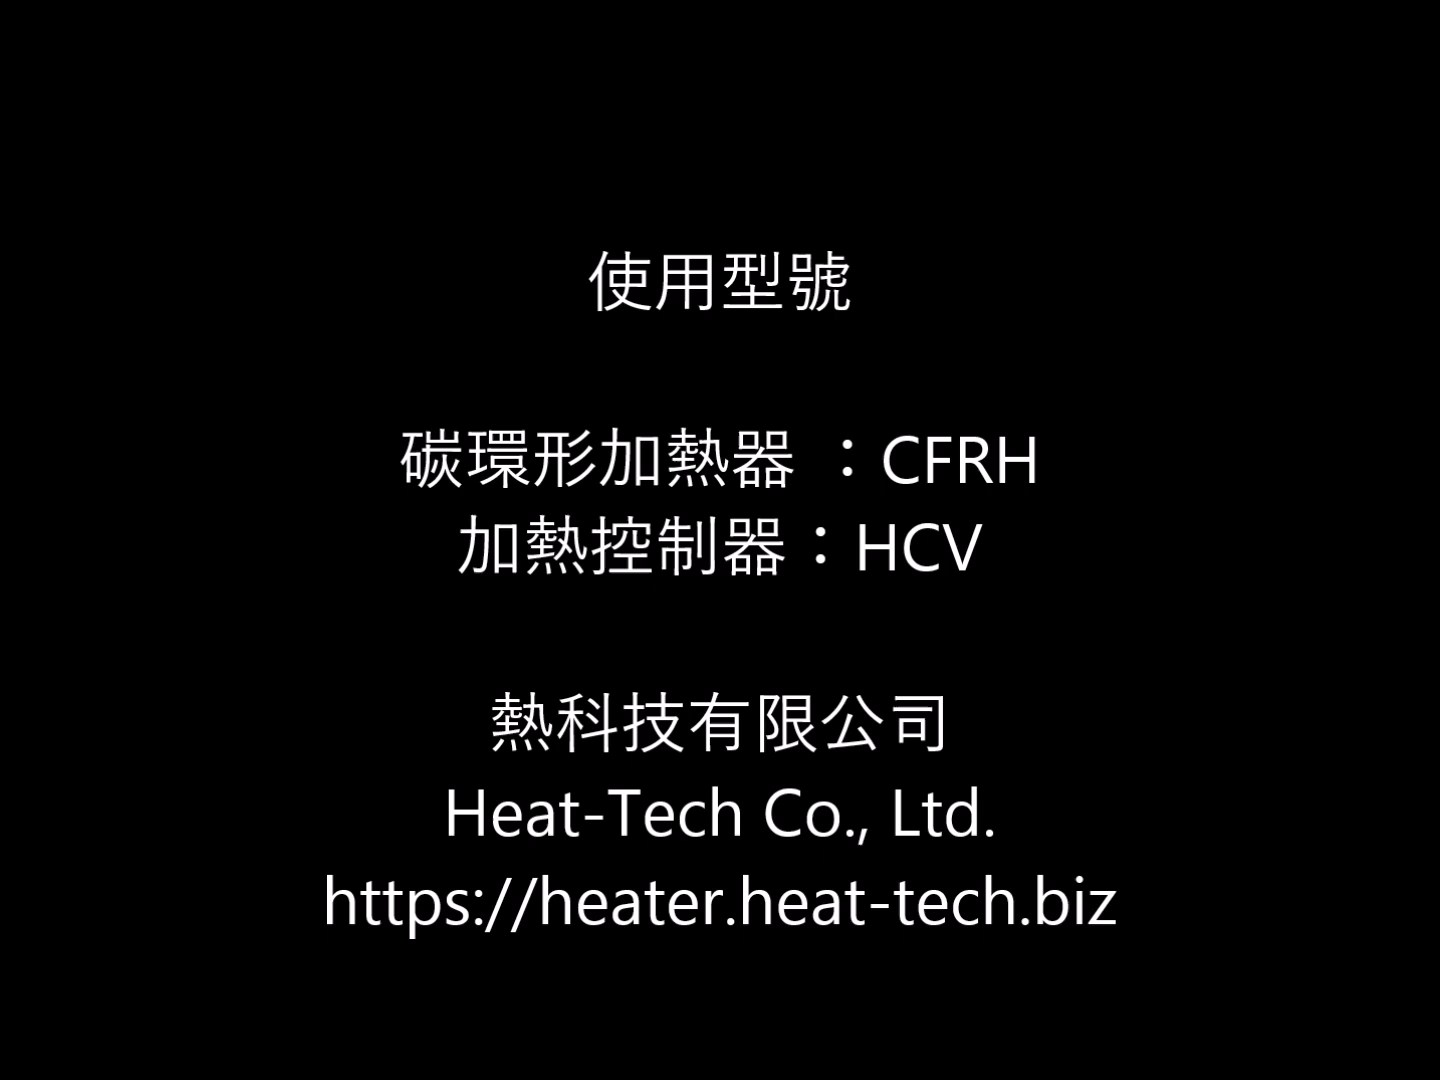 使用型號
碳環形加熱器 ：CFRH
加熱控制器：HCV
熱科技有限公司
Heat-Tech Co., Ltd.
https://heater.heat-tech.biz